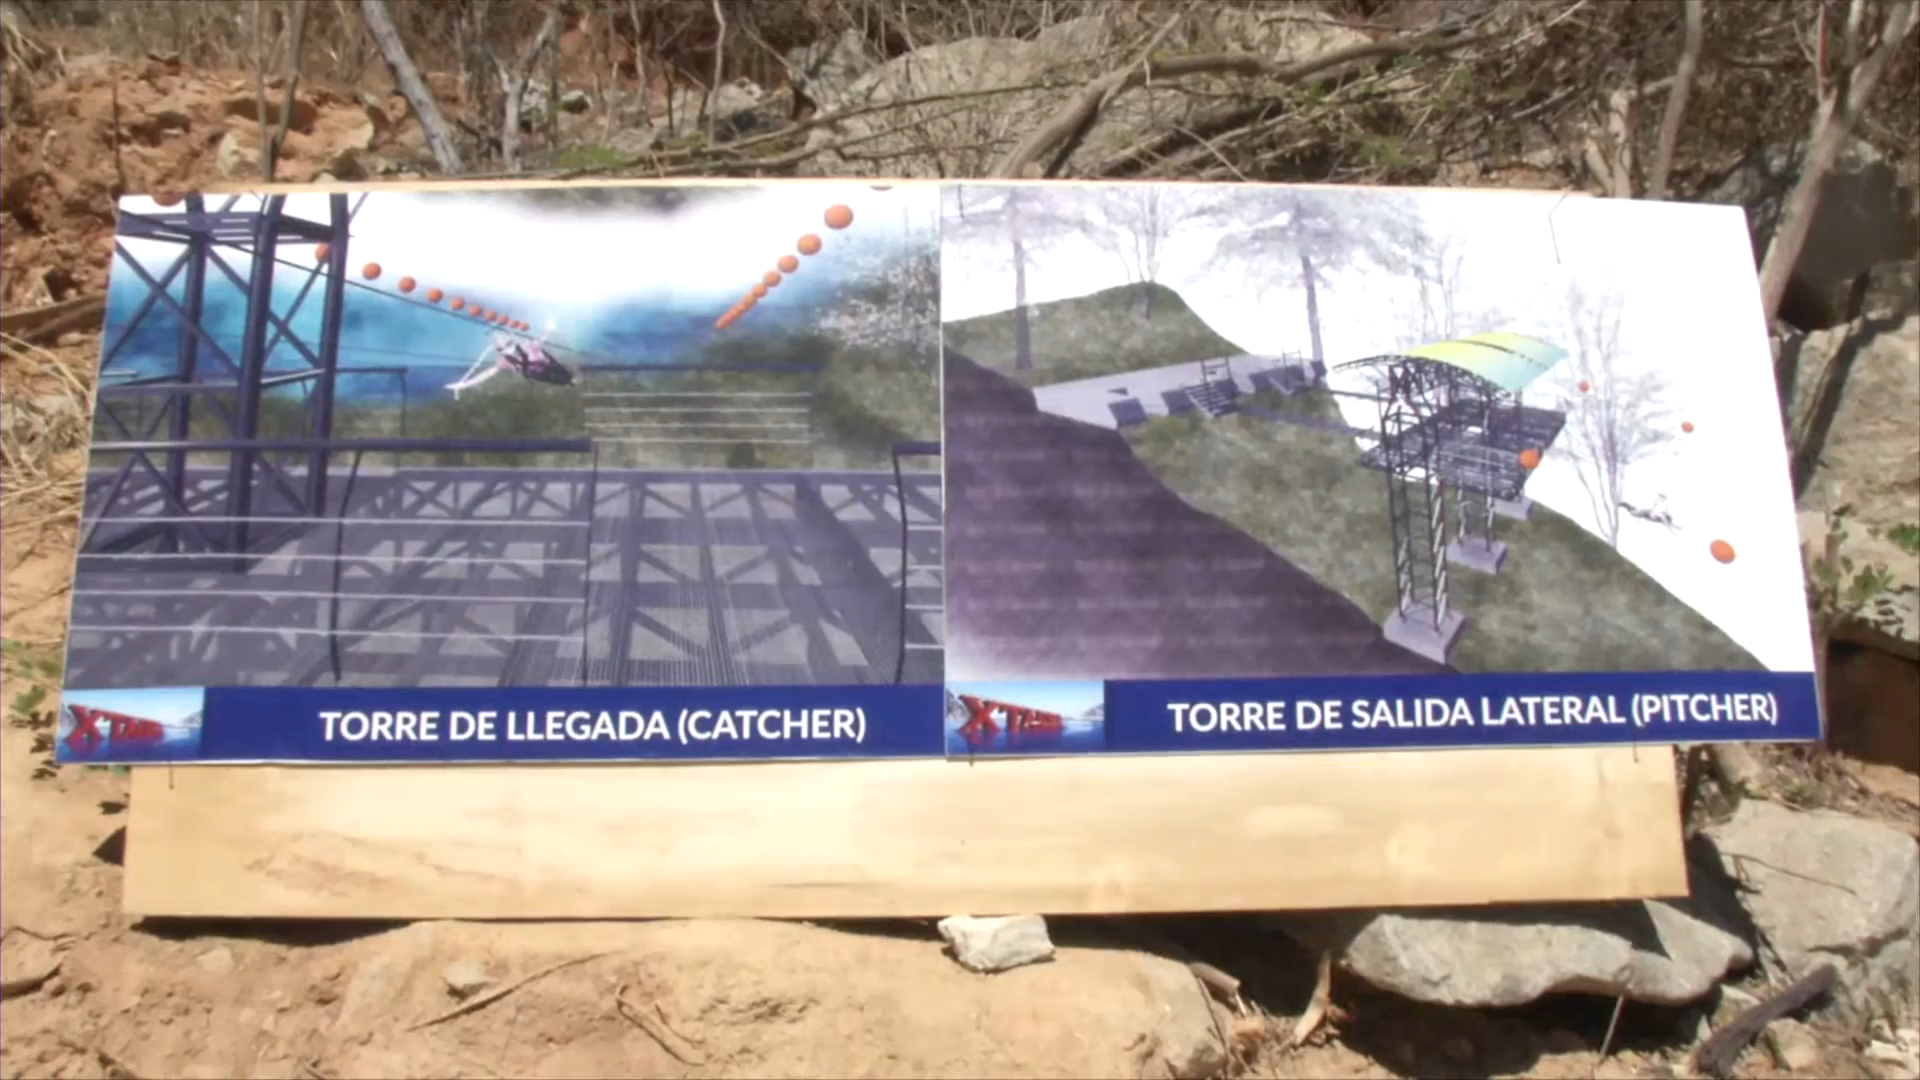 TORRE DE LLEGADA (CATCHER)
TORRE DE SALIDA LATERAL (PITCHER)